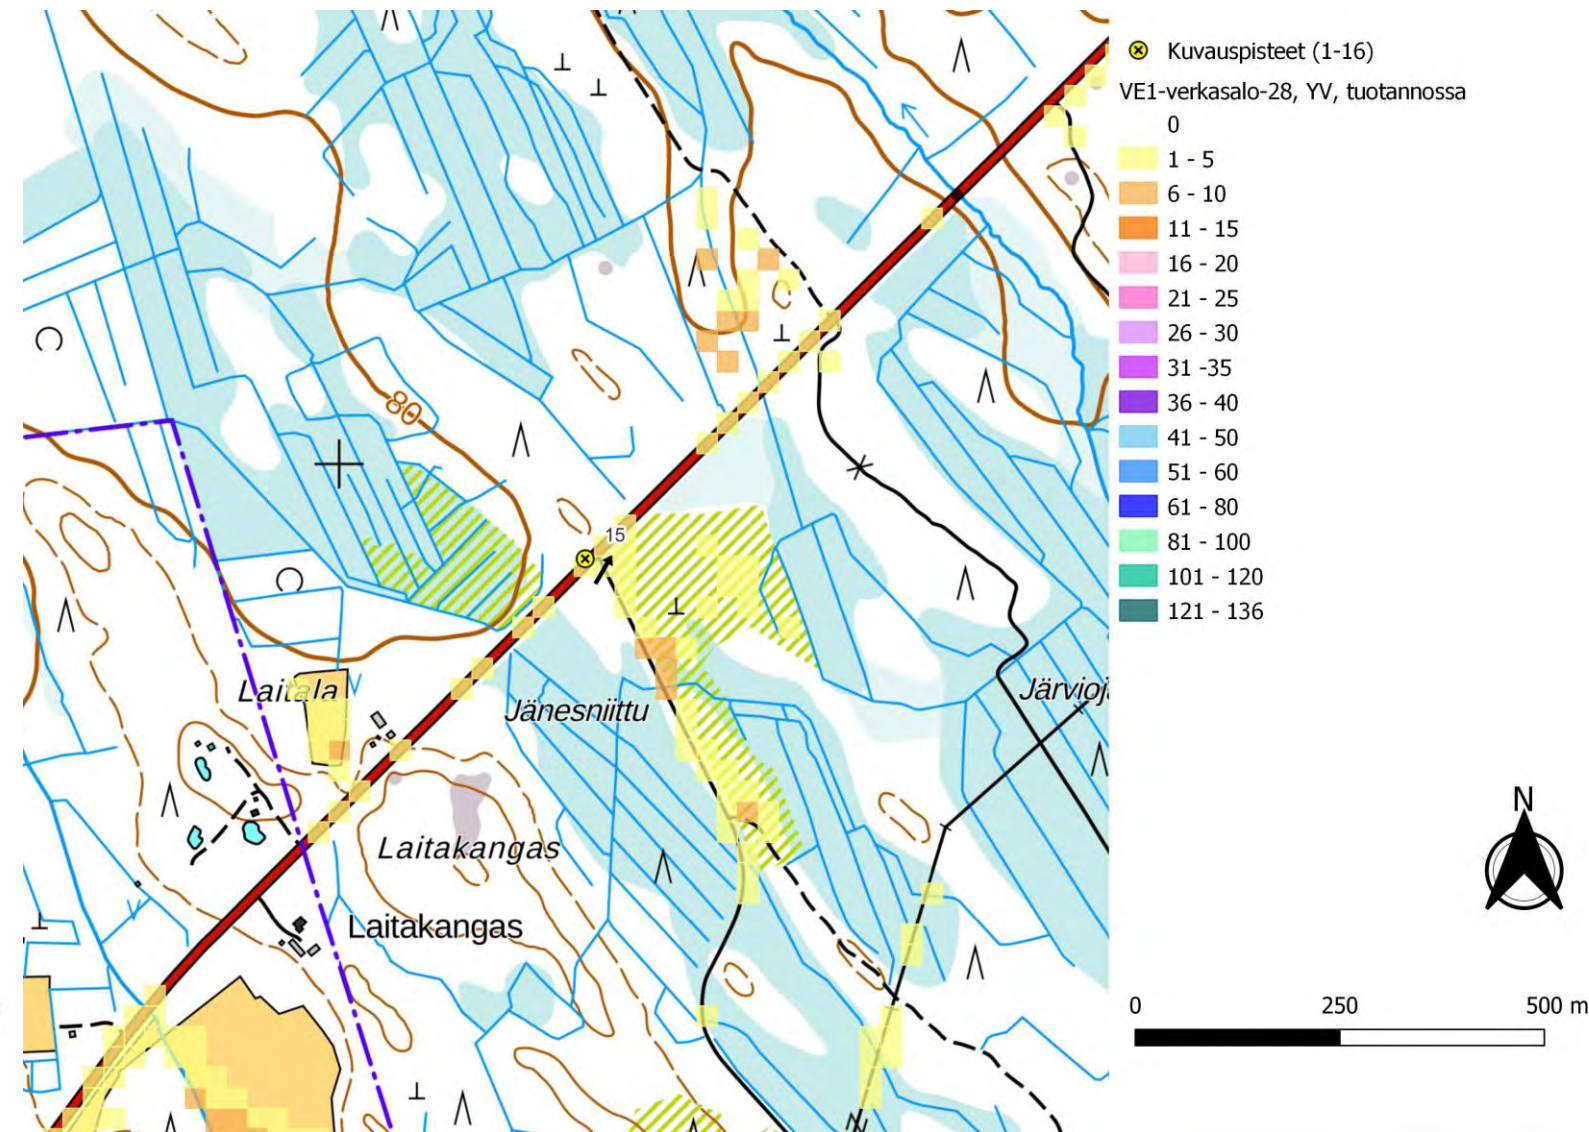 Kuvauspisteet (1-16)
VE1-verkasalo-28, YV, tuotannossa
0
1 - 5
6 - 10
11 - 15
16 - 20
21 - 25
26 - 30
31 -35
36 - 40
41 - 50
51 - 60
61 - 80
81 - 100
101 - 120
121 - 136
80
15
Laitala
Jänesniittu
Järvioj
Laitakangas
Laitakangas
N
0 250 500 m